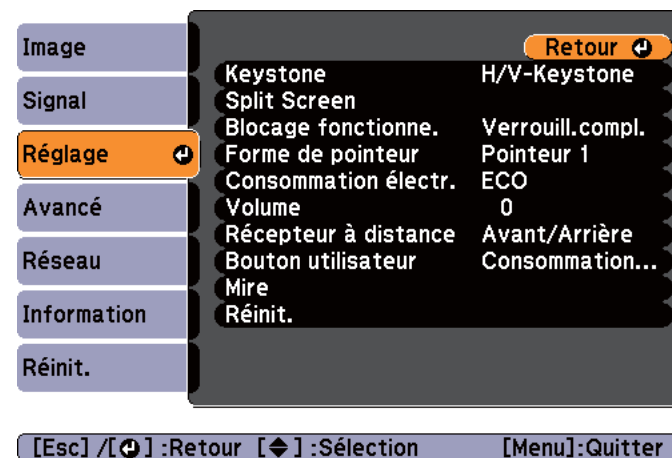 Image
Signal
Réglage
Avancé
Réseau
Information
Réinit.
Retour
Keystone H/V-Keystone
Split Screen
Blocage fonctionne. Verrouill.compl.
Forme de pointeur Pointeur 1
Consommation électr. ECO
Volume 0
Récepteur à distance Avant/Arrière
Bouton utilisateur Consommation...
Mire
Réinit.
[Esc] /[⏎] :Retour [◆] :Sélection [Menu]:Quitter